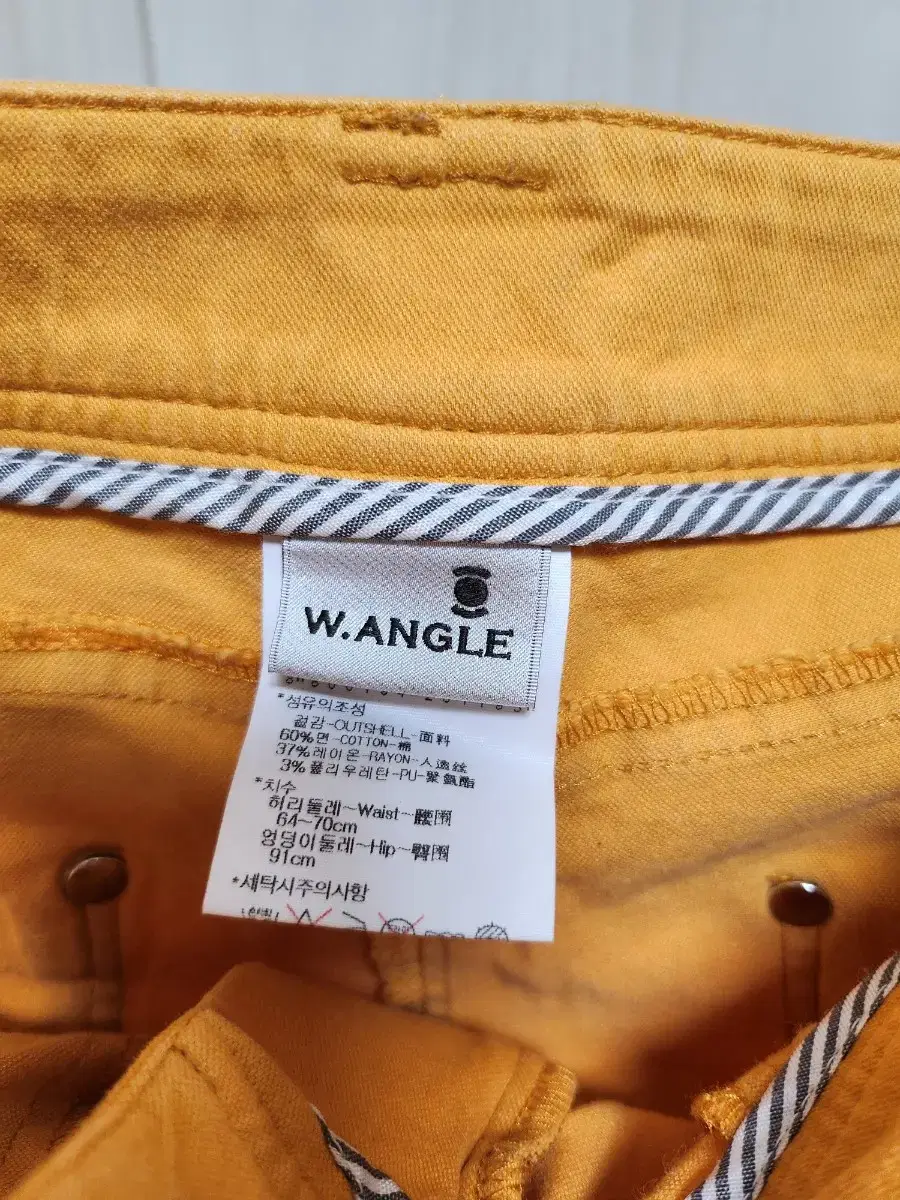 W.ANGLE
*섬유의조성
겉감-OUTSHELL-面料
60%면-COTTON-棉
37%레이온-RAYON-人造丝
3%폴리우레탄-PU-聚氨酯
*치수
허리둘레-Waist-腰围
64~70cm
엉덩이둘레-Hip-臀围
91cm
*세탁시주의사항